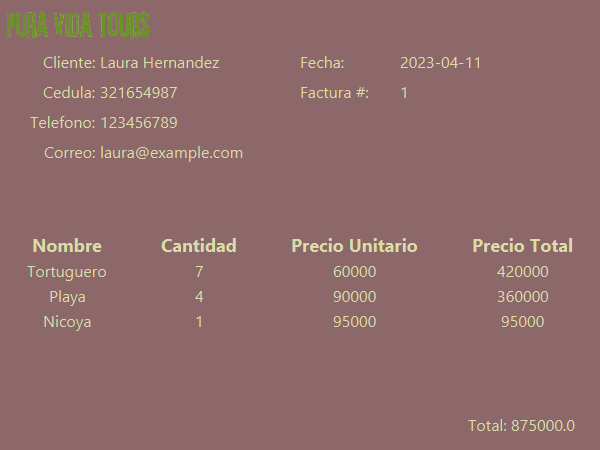 PURA VIDA TOURS
Cliente: Laura Hernandez Fecha: 2023-04-11
Cedula: 321654987 Factura #: 1
Telefono: 123456789
Correo: laura@example.com
Nombre Cantidad Precio Unitario Precio Total
Tortuguero 7 60000 420000
Playa 4 90000 360000
Nicoya 1 95000 95000
Total: 875000.0